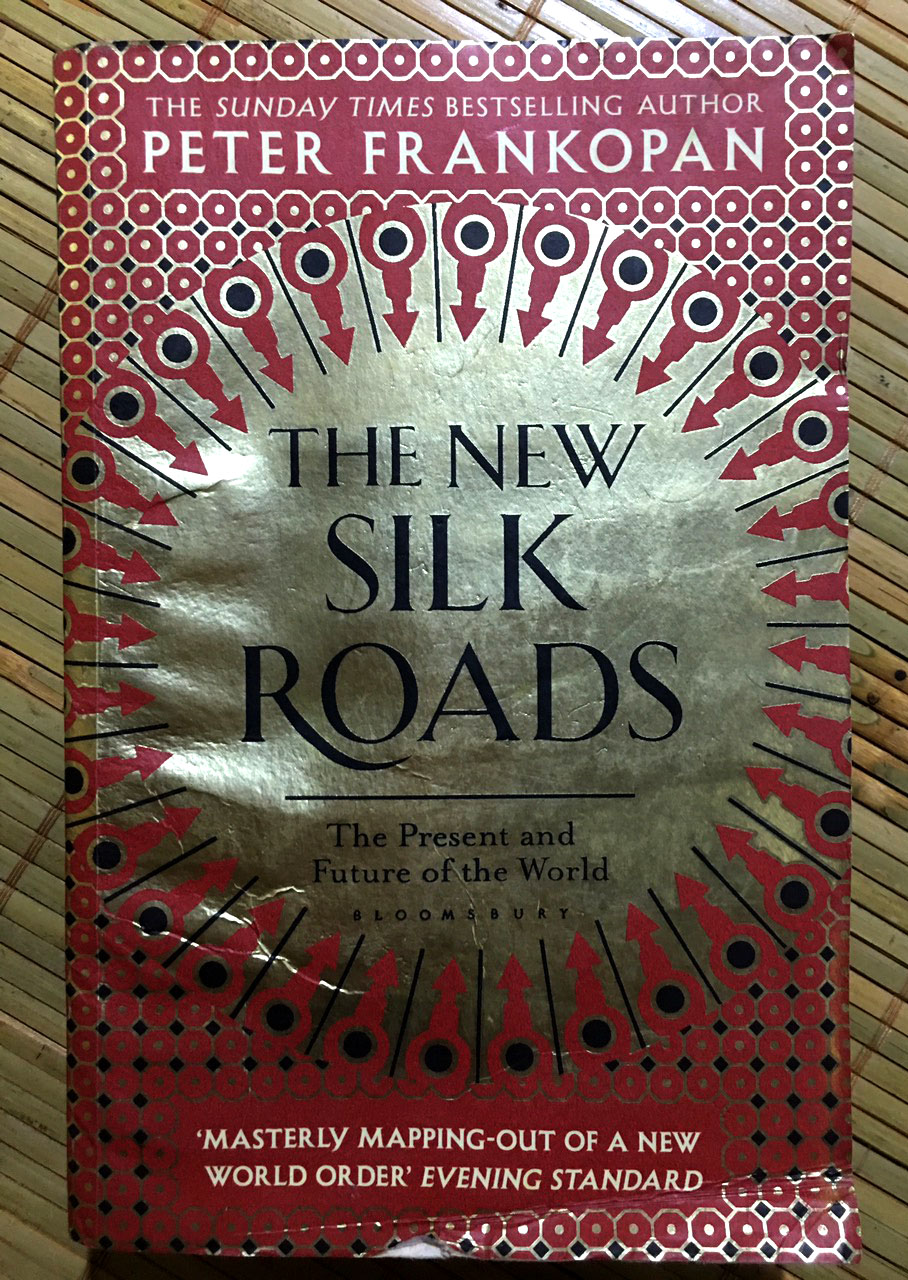 THE SUNDAY TIMES BESTSELLING AUTHOR
PETER FRANKOPAN
THE NEW
SILK
ROADS
The Present and
Future of the World
BLOOMSBURY
‘MASTERLY MAPPING-OUT OF A NEW
WORLD ORDER’ EVENING STANDARD